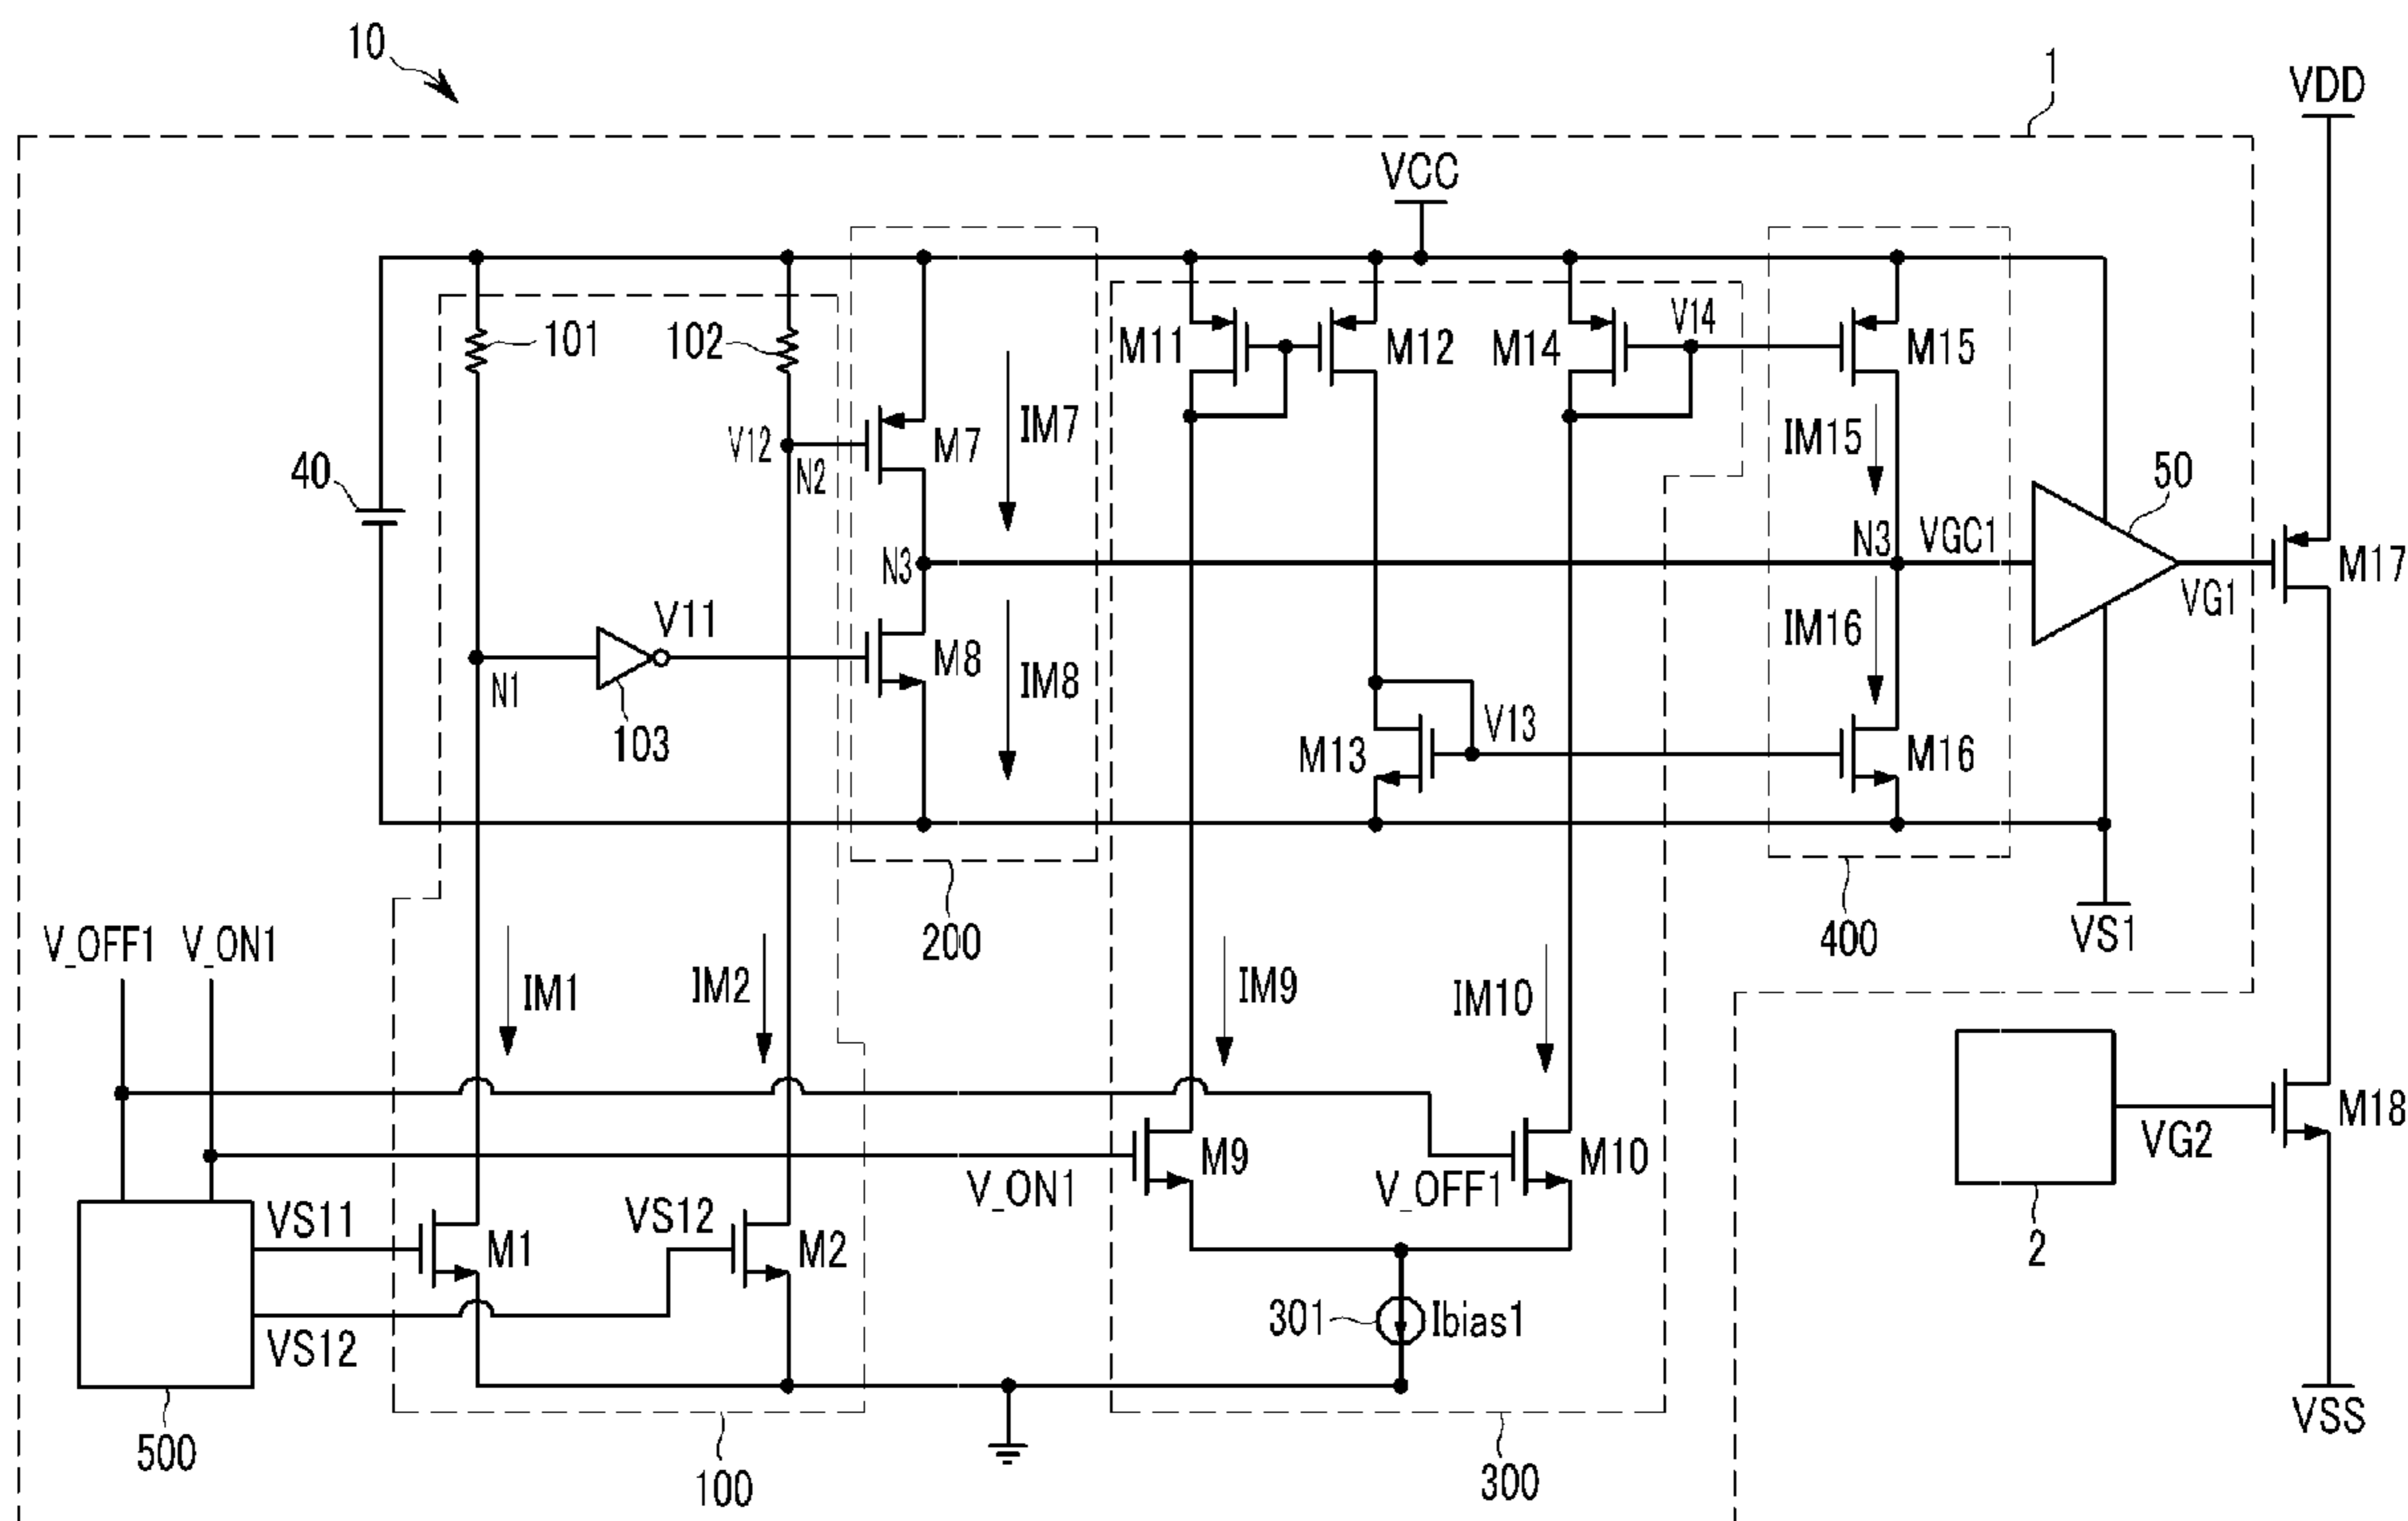 10
1
VDD
VCC
101
102
M11
M12
M14
V14
M15
IM7
V12
N2
M7
IM15
40
50
N3
N3
VGC1
M17
VG1
V11
M8
IM8
IM16
N1
103
V13
M13
M16
200
400
VS1
V_OFF1
V_ON1
IM1
IM2
IM9
IM10
M18
VG2
M9
M10
V_ON1
V_OFF1
VS11
VS12
M1
M2
2
301
Ibias1
VS12
VSS
500
100
300